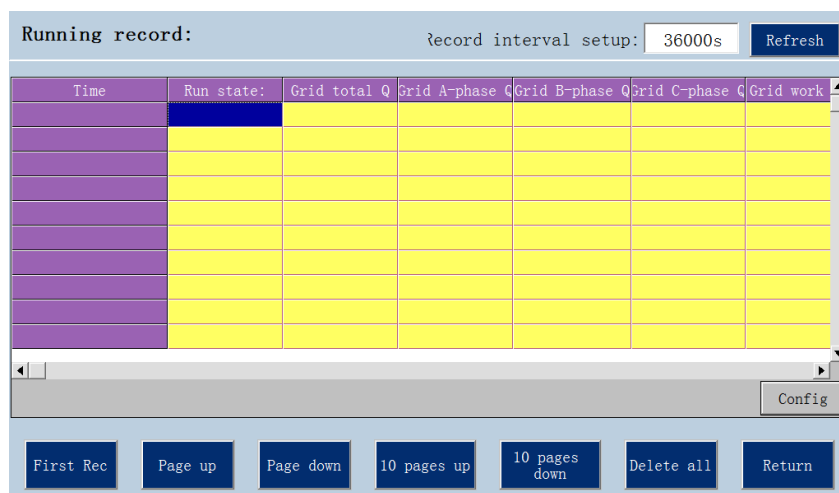 Running record:
Record interval setup: 36000s Refresh
Time Run state: Grid total Q Grid A-phase Q Grid B-phase Q Grid C-phase Q Grid work
Config
First Rec Page up Page down 10 pages up 10 pages down Delete all Return